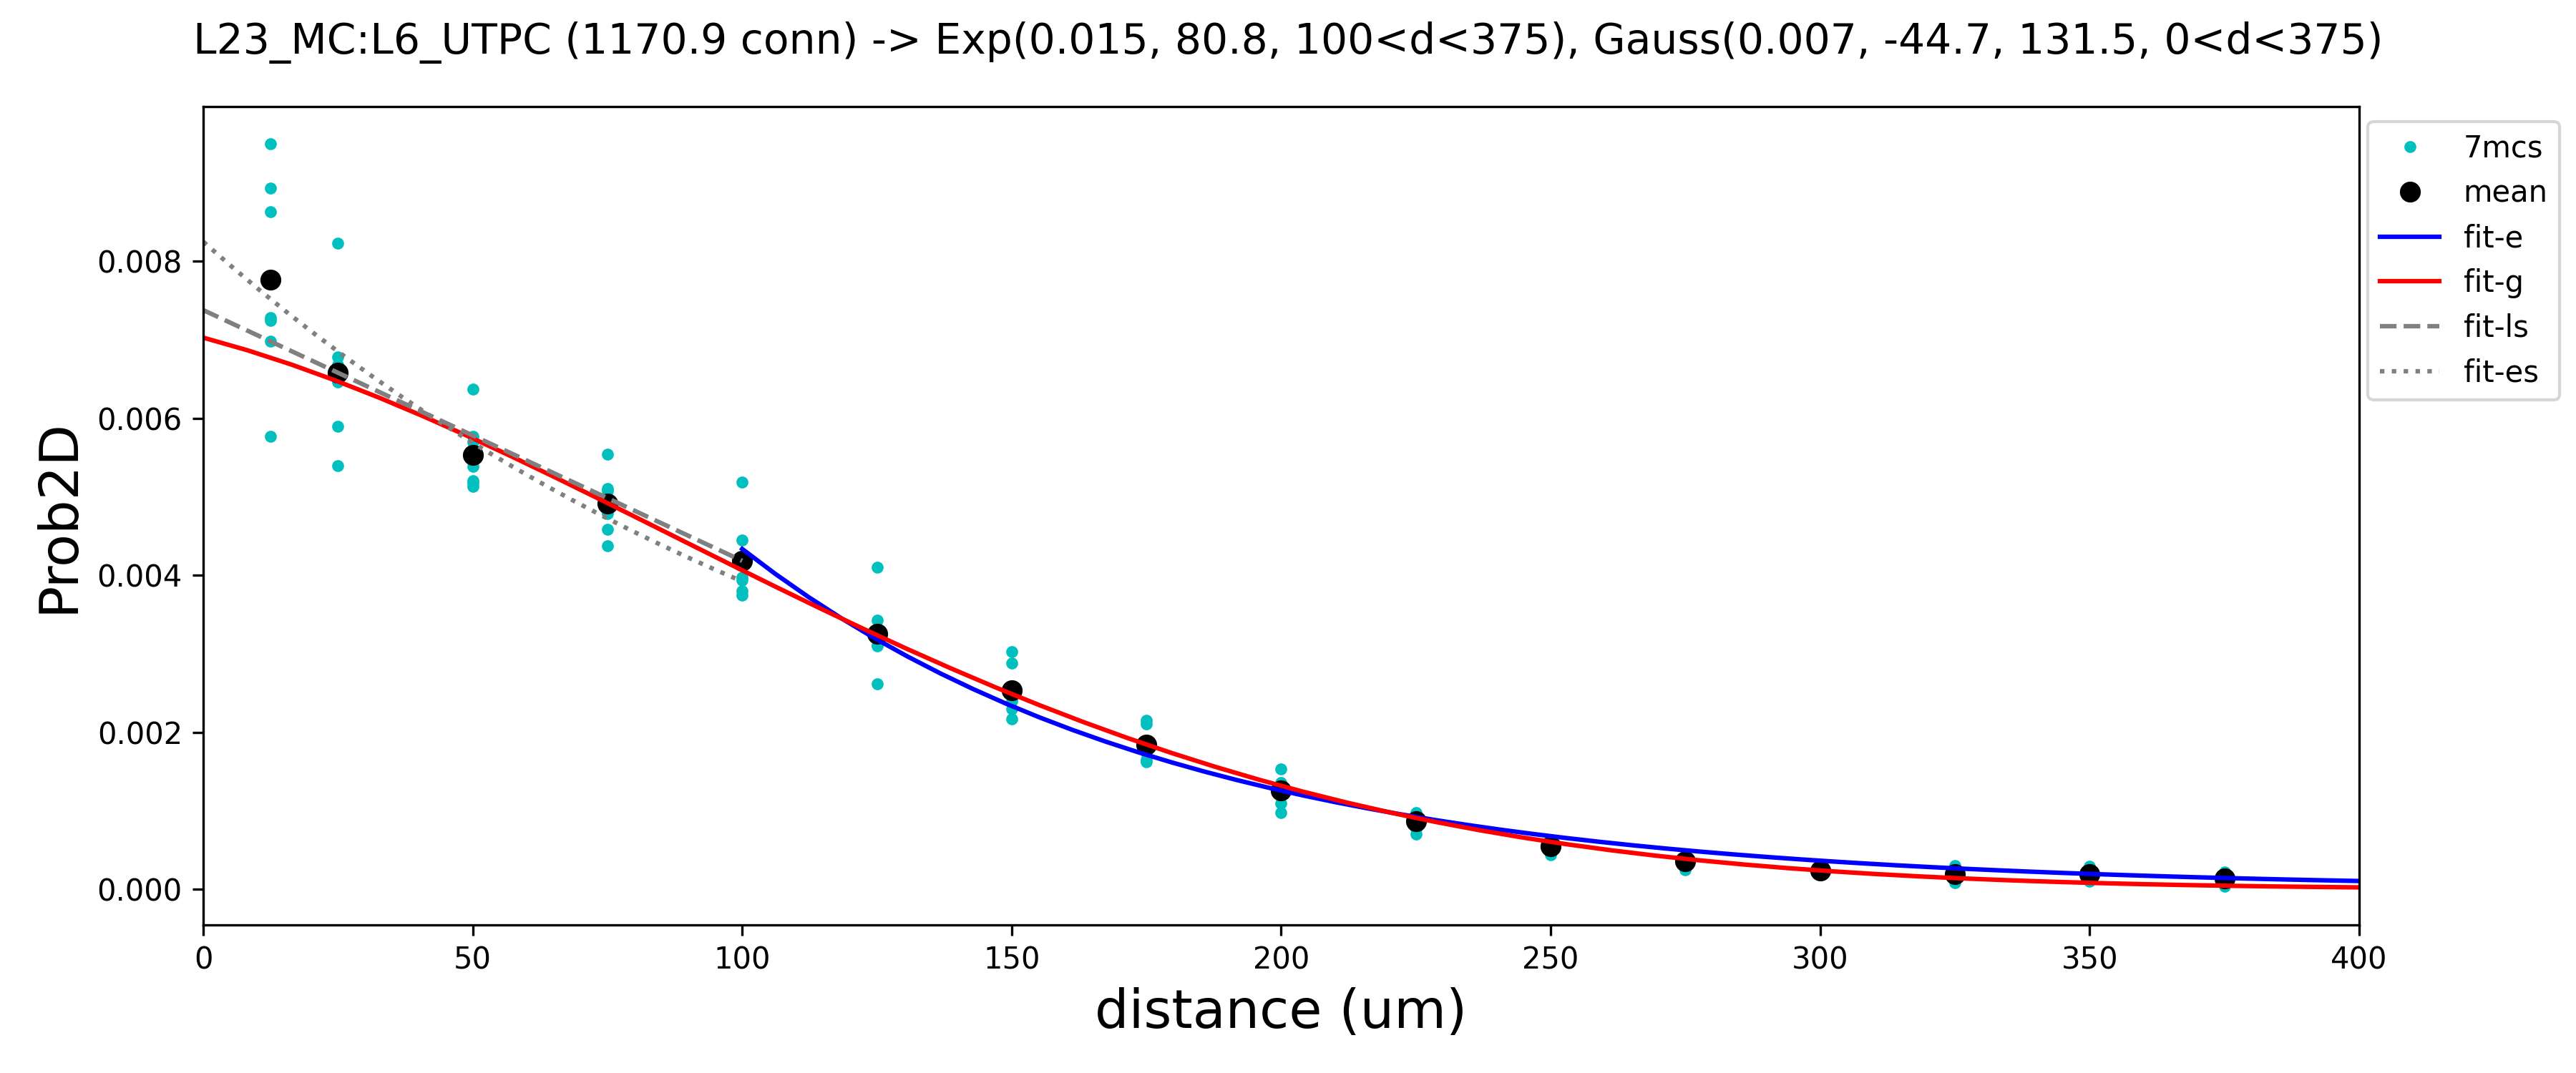 L23_MC:L6_UTPC (1170.9 conn) -> Exp(0.015, 80.8, 100<d<375), Gauss(0.007, -44.7, 131.5, 0<d<375)
7mcs
mean
fit-e
fit-g
fit-ls
fit-es
Prob2D
0.008
0.006
0.004
0.002
0.000
0 50 100 150 200 250 300 350 400
distance (um)